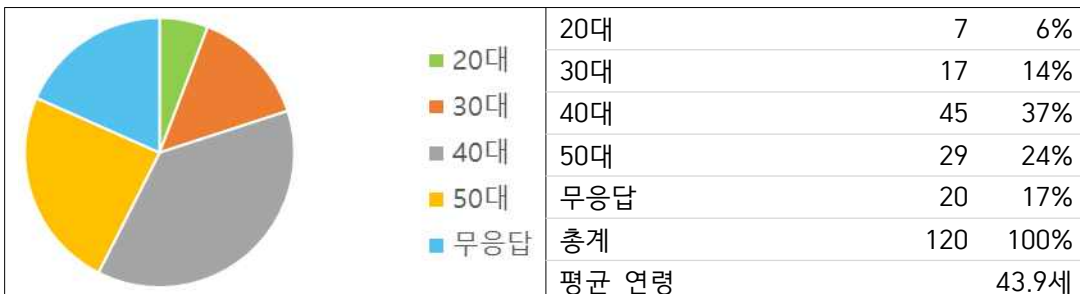 20대
30대
40대
50대
무응답
20대 7 6%
30대 17 14%
40대 45 37%
50대 29 24%
무응답 20 17%
총계 120 100%
평균 연령 43.9세